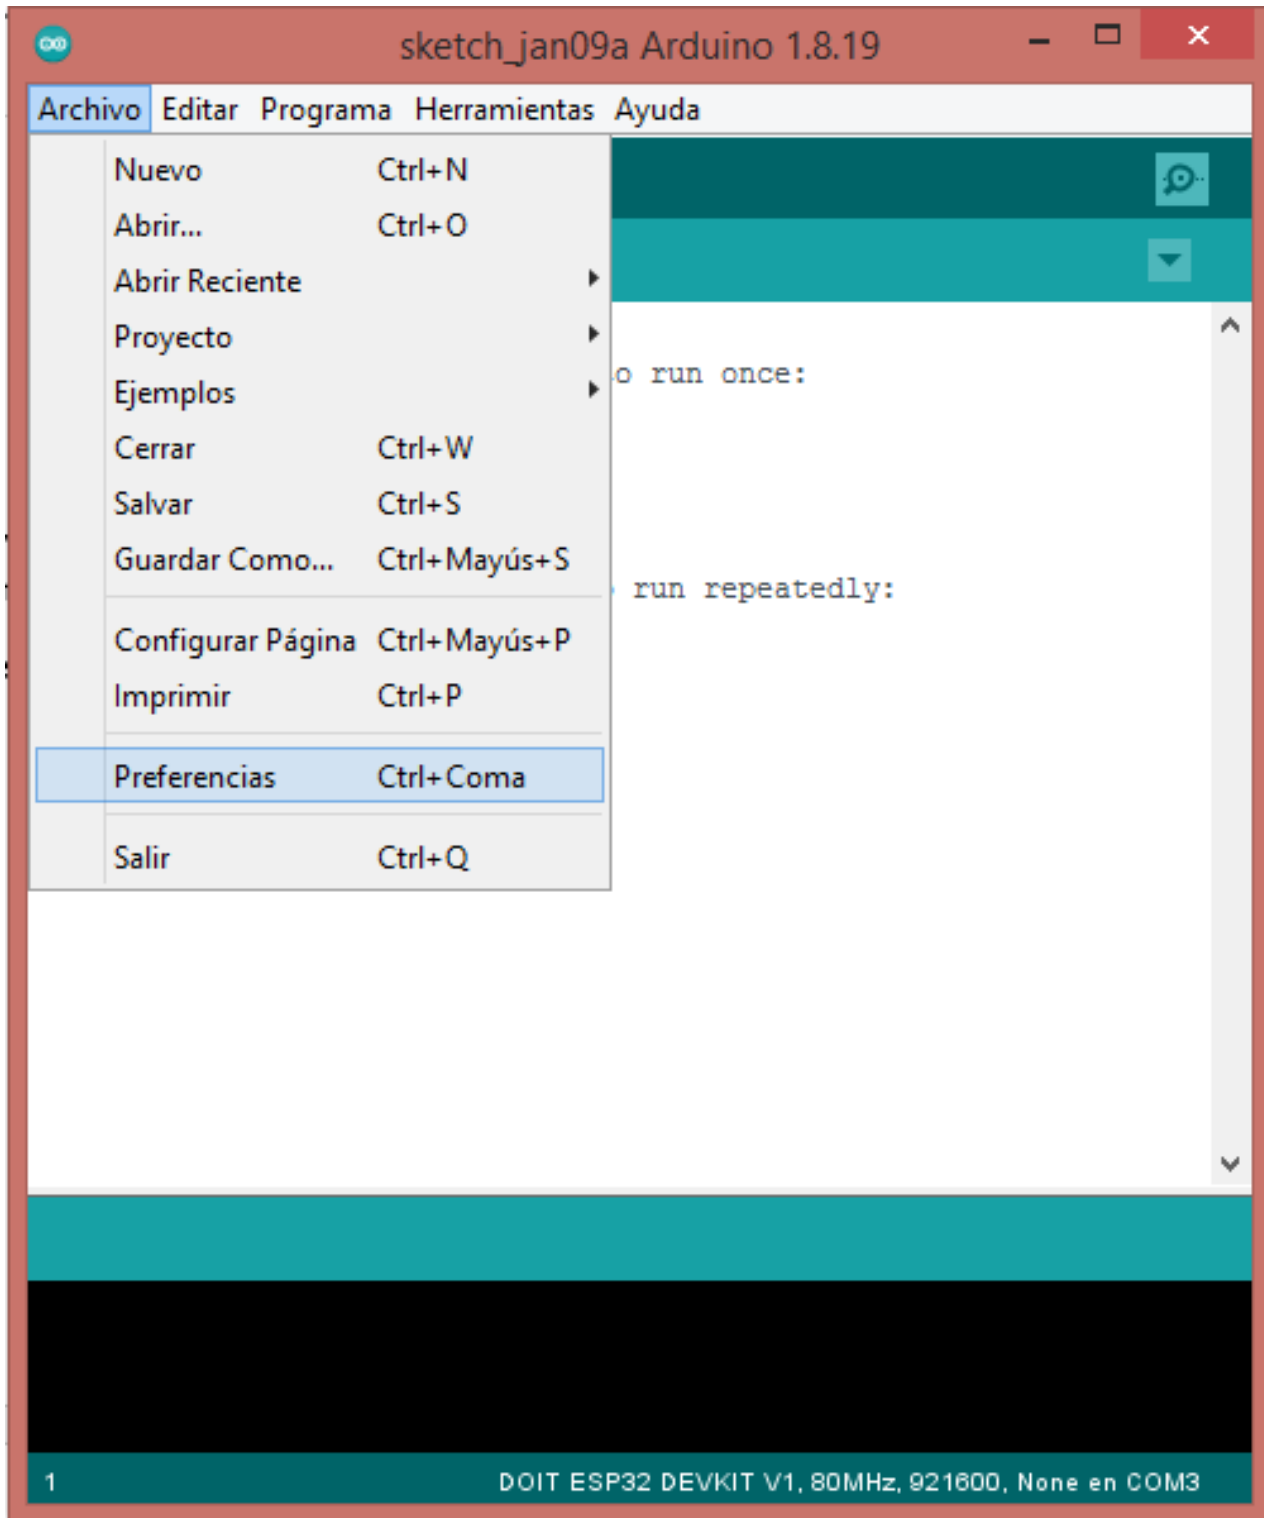 sketch_jan09a Arduino 1.8.19
Archivo Editar Programa Herramientas Ayuda
Nuevo Ctrl+N
Abrir... Ctrl+O
Abrir Reciente
Proyecto
Ejemplos
Cerrar Ctrl+W
Salvar Ctrl+S
Guardar Como... Ctrl+Mayús+S
Configurar Página Ctrl+Mayús+P
Imprimir Ctrl+P
Preferencias Ctrl+Coma
Salir Ctrl+Q
o run once:
run repeatedly:
1 DOIT ESP32 DEVKIT V1, 80MHz, 921600, None en COM3